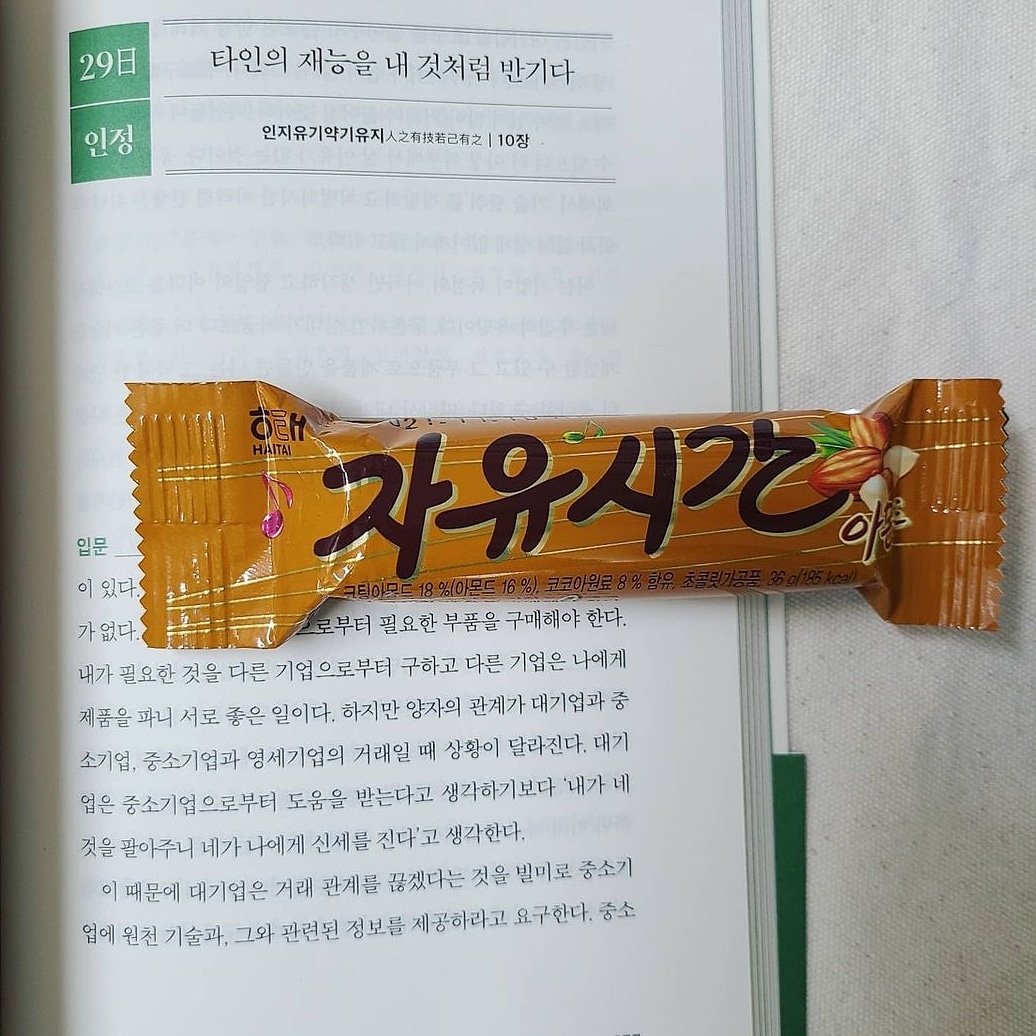 29日
인정
타인의 재능을 내 것처럼 반기다
인지유기약기유지人之有技若己有之 | 10장
해태
HAITAI
자유시간
아몬드
코팅아몬드 18 %(아몬드 16 %), 코코아원료 8 % 함유, 초콜릿가공품, 36 g(185 kcal)
입문
이 있다.
가 없다.
로부터 필요한 부품을 구매해야 한다.
내가 필요한 것을 다른 기업으로부터 구하고 다른 기업은 나에게
제품을 파니 서로 좋은 일이다. 하지만 양자의 관계가 대기업과 중
소기업, 중소기업과 영세기업의 거래일 때 상황이 달라진다. 대기
업은 중소기업으로부터 도움을 받는다고 생각하기보다 '내가 네
것을 팔아주니 네가 나에게 신세를 진다'고 생각한다.
이 때문에 대기업은 거래 관계를 끊겠다는 것을 빌미로 중소기
업에 원천 기술과, 그와 관련된 정보를 제공하라고 요구한다. 중소